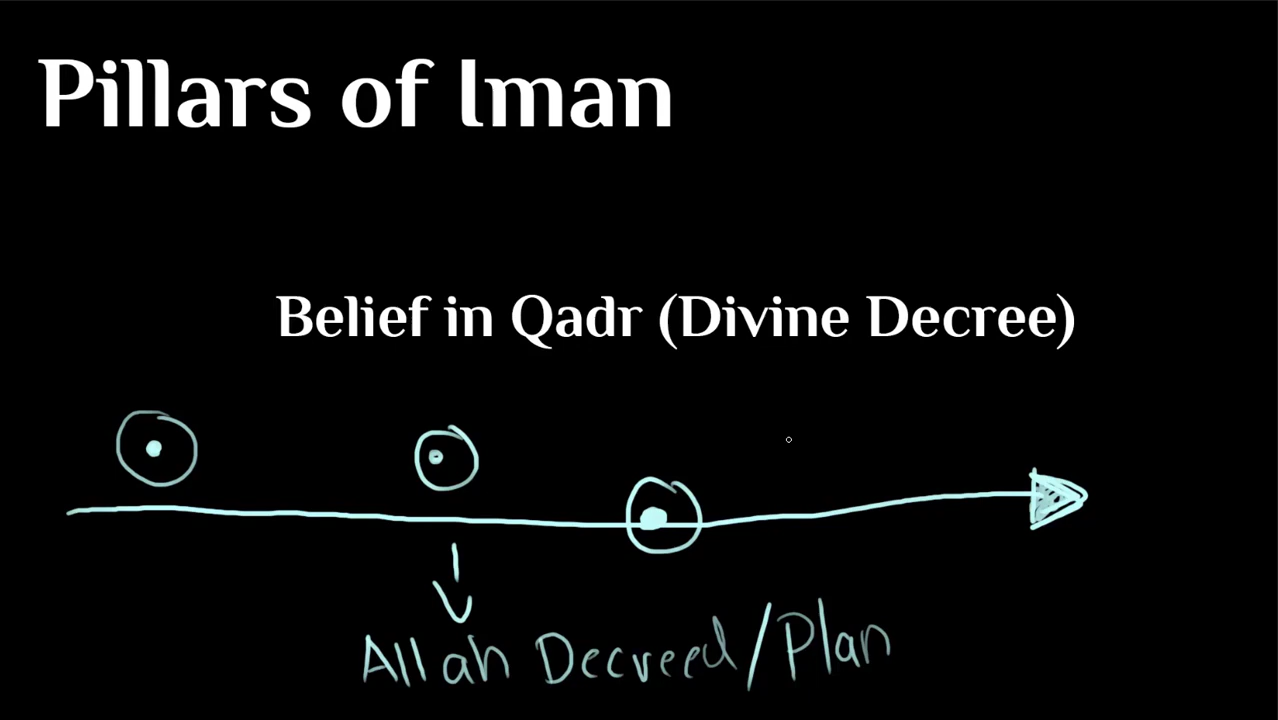 Pillars of Iman
Belief in Qadr (Divine Decree)
Allah Decreed/Plan